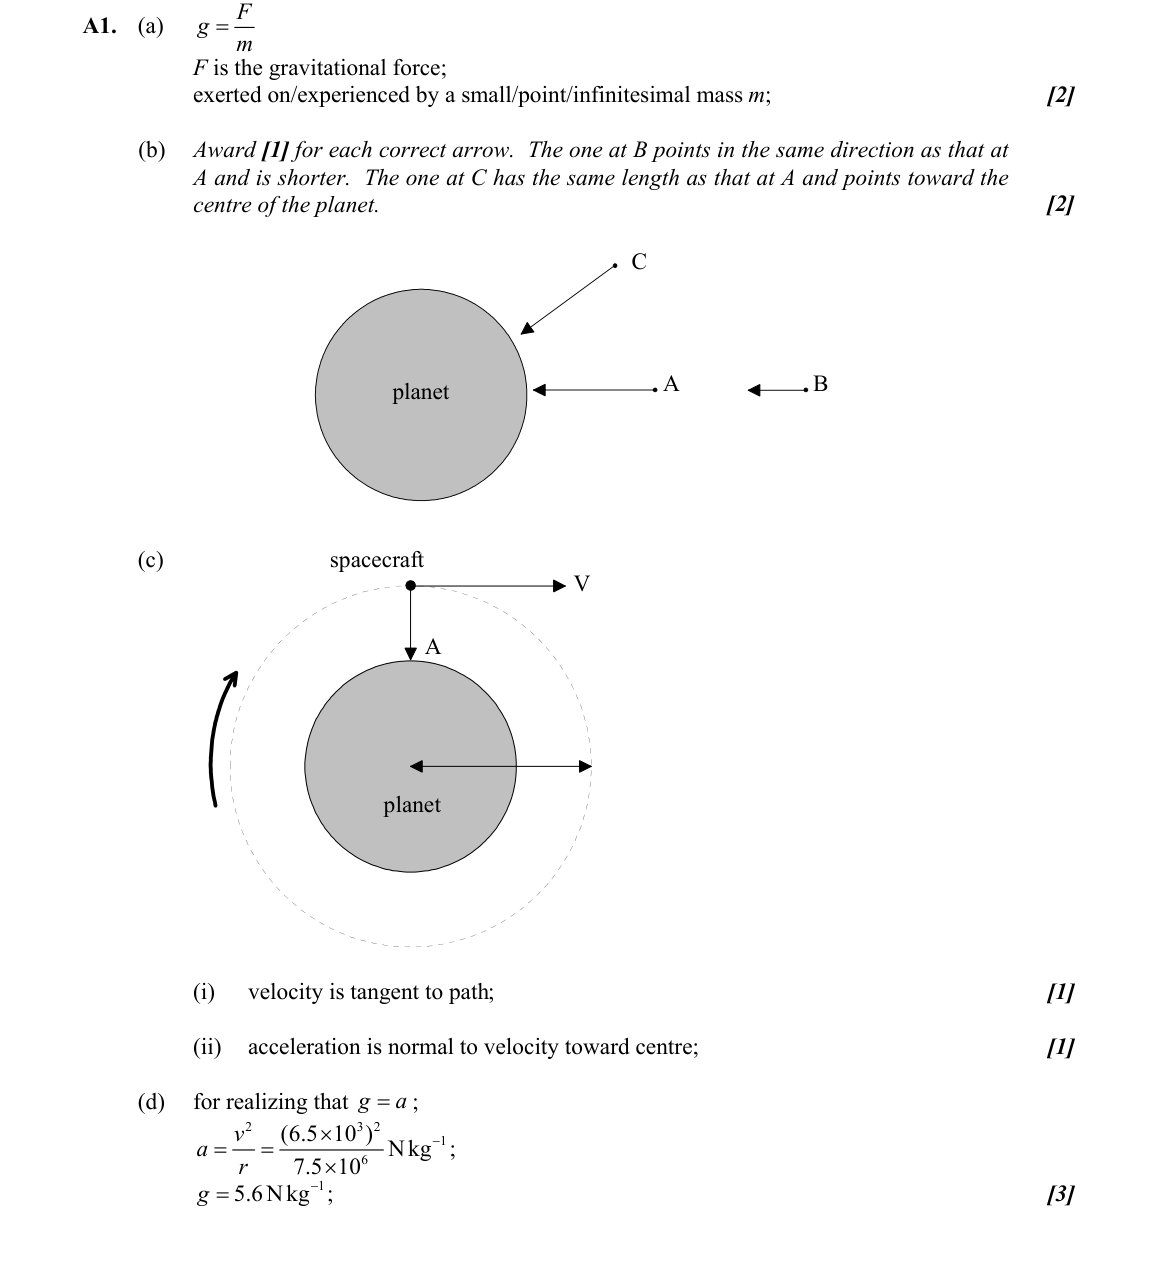 A1. (a) g = F/m
F is the gravitational force;
exerted on/experienced by a small/point/infinitesimal mass m; [2]
(b) Award [1] for each correct arrow. The one at B points in the same direction as that at
A and is shorter. The one at C has the same length as that at A and points toward the
centre of the planet. [2]
C
planet A B
(c) spacecraft
V
A
planet
(i) velocity is tangent to path; [1]
(ii) acceleration is normal to velocity toward centre; [1]
(d) for realizing that g = a ;
a = v²/r = (6.5×10³)²/7.5×10⁶ N kg⁻¹ ;
g = 5.6 N kg⁻¹ ; [3]